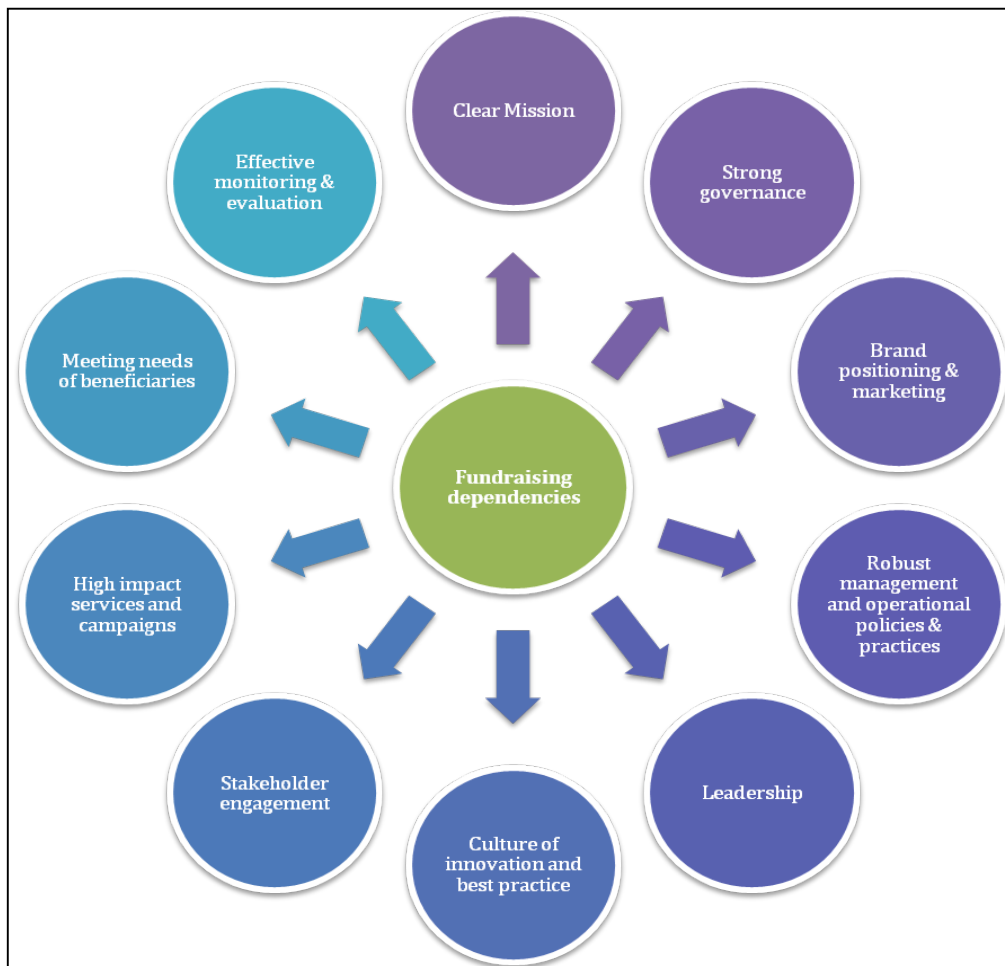 Clear Mission
Strong
governance
Brand
positioning &
marketing
Robust
management
and operational
policies &
practices
Leadership
Culture of
innovation and
best practice
Stakeholder
engagement
High impact
services and
campaigns
Meeting needs
of beneficiaries
Effective
monitoring &
evaluation
Fundraising
dependencies